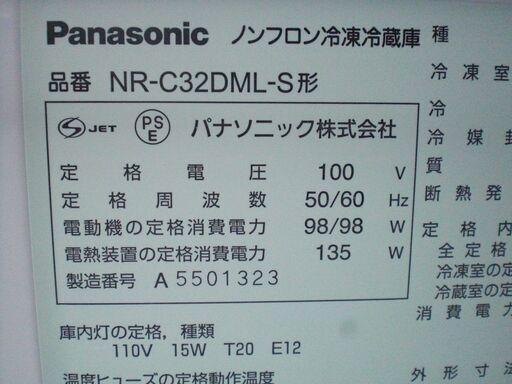 Panasonic ノンフロン冷凍冷蔵庫
品番 NR-C32DML-S形
S JET PS E パナソニック株式会社
定格電圧 100 V
定格周波数 50/60 Hz
電動機の定格消費電力 98/98 W
電熱装置の定格消費電力 135 W
製造番号 A 5501323
庫内灯の定格，種類
110V 15W T20 E12
温度ヒューズの定格動作温度
種
冷凍室
冷
冷媒封
質
断熱発
定格内
全定格
冷凍室の定
冷蔵室の定
消費電
外形寸法